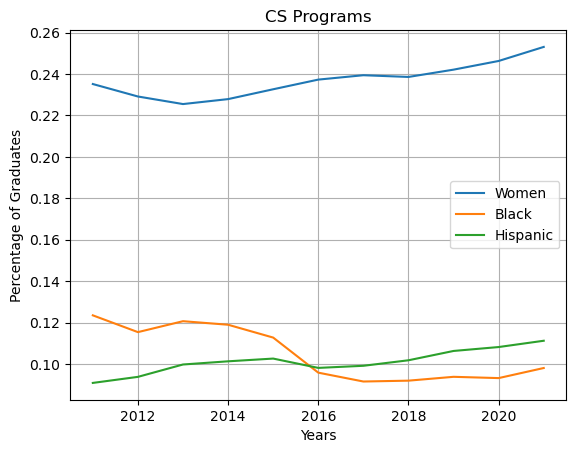 CS Programs
0.26
0.24
0.22
0.20
0.18
0.16
0.14
0.12
0.10
Percentage of Graduates
Women
Black
Hispanic
2012 2014 2016 2018 2020
Years